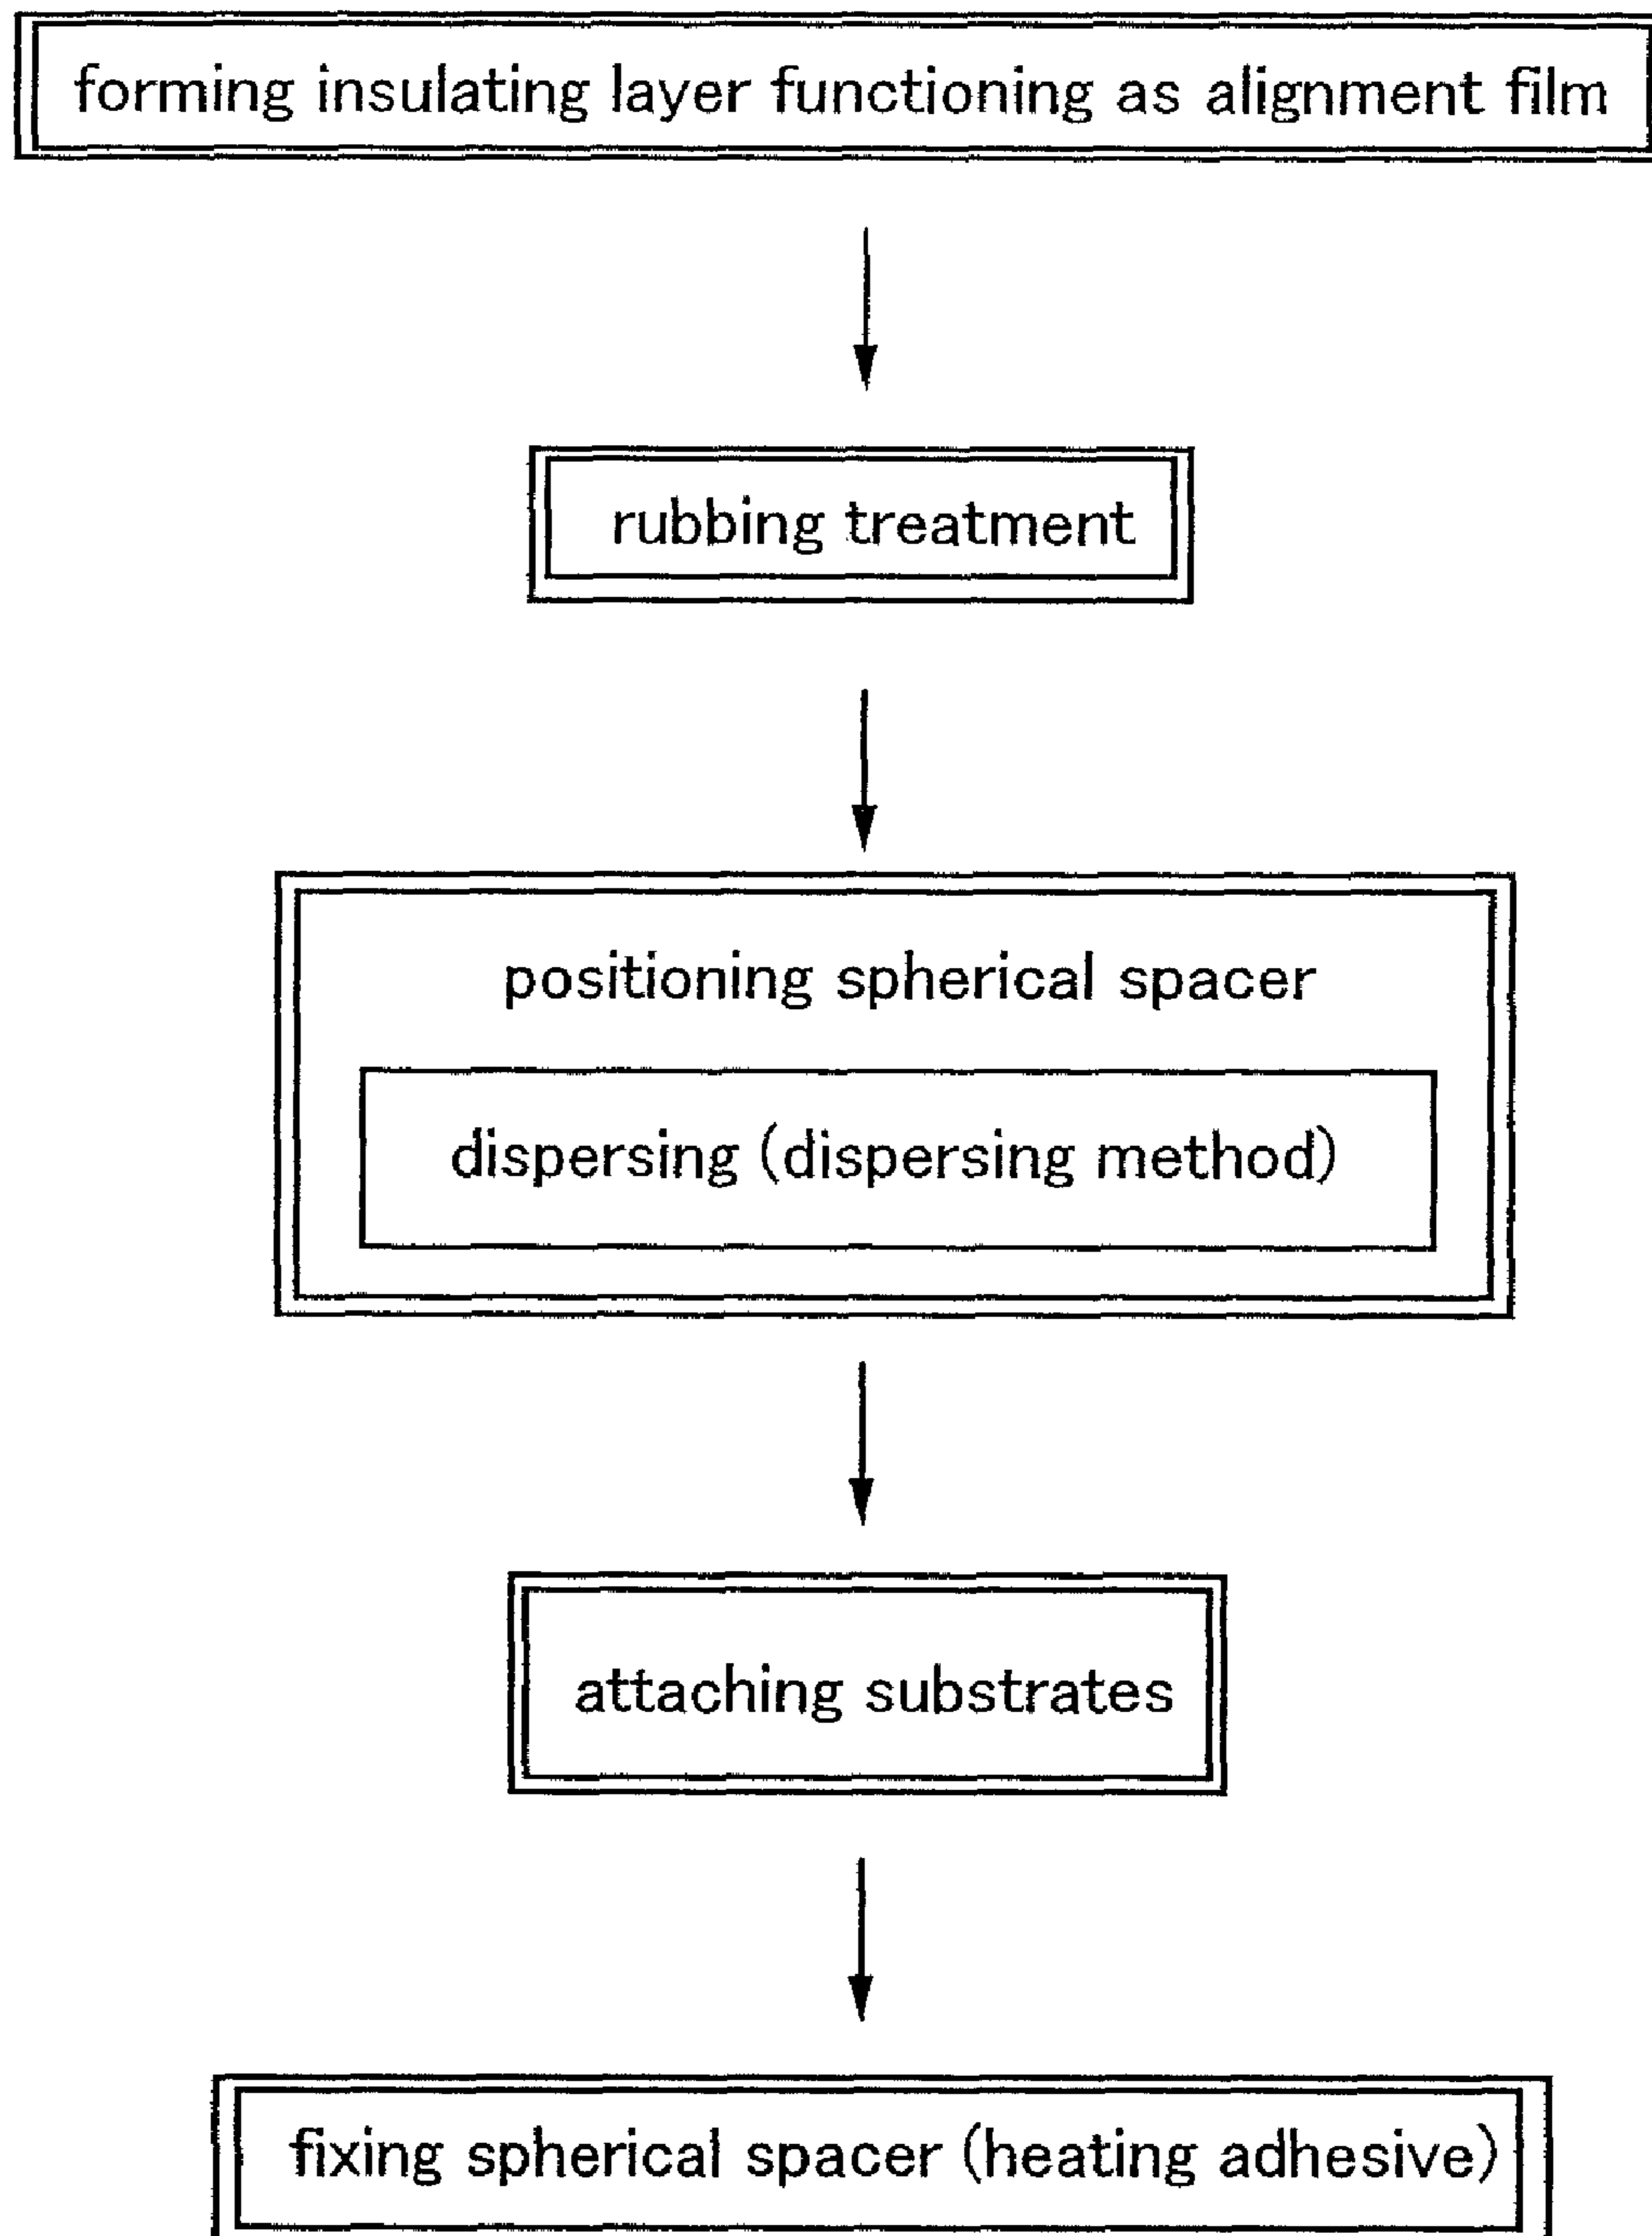 forming insulating layer functioning as alignment film
rubbing treatment
positioning spherical spacer
dispersing (dispersing method)
attaching substrates
fixing spherical spacer (heating adhesive)